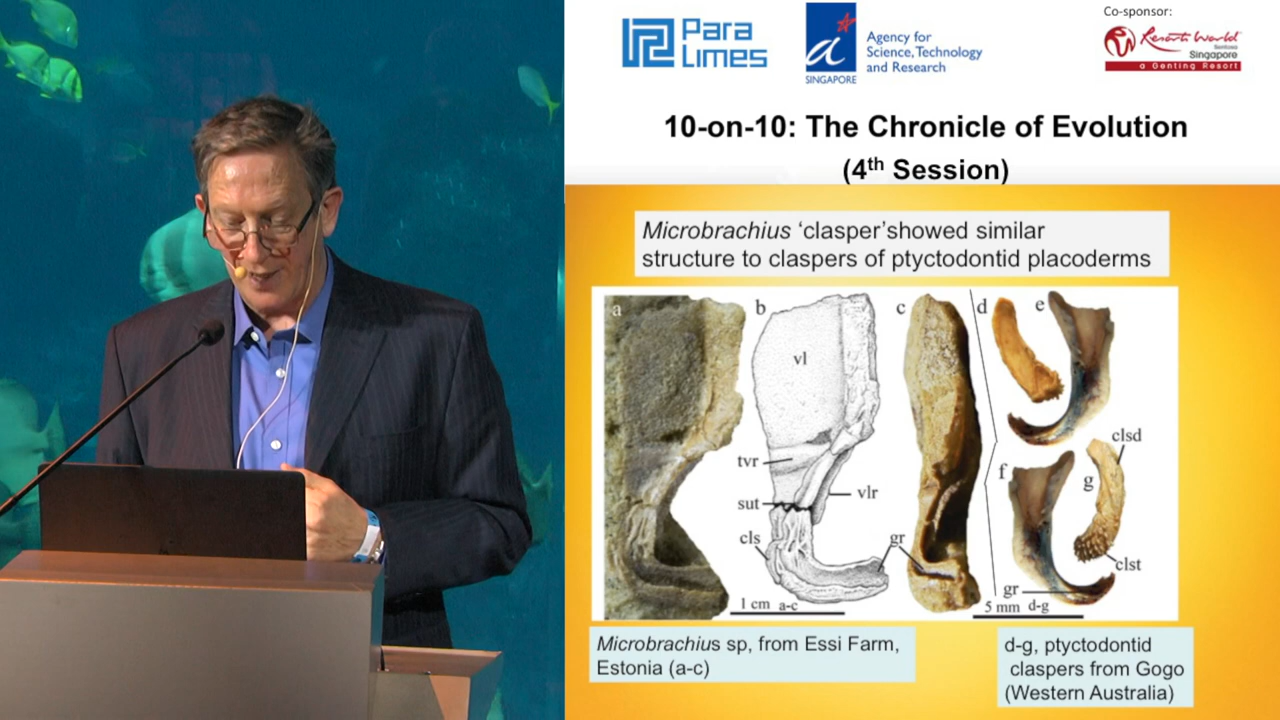 Para
Limes
SINGAPORE
Agency for
Science, Technology
and Research
Co-sponsor:
Resorts World
Sentosa
Singapore
a Genting Resort
10-on-10: The Chronicle of Evolution
(4th Session)
Microbrachius ‘clasper’showed similar
structure to claspers of ptyctodontid placoderms
a
b
c
d
e
vl
clsd
f
g
tvr
vlr
sut
cls
gr
clst
gr
1 cm a-c
5 mm d-g
Microbrachius sp, from Essi Farm,
Estonia (a-c)
d-g, ptyctodontid
claspers from Gogo
(Western Australia)